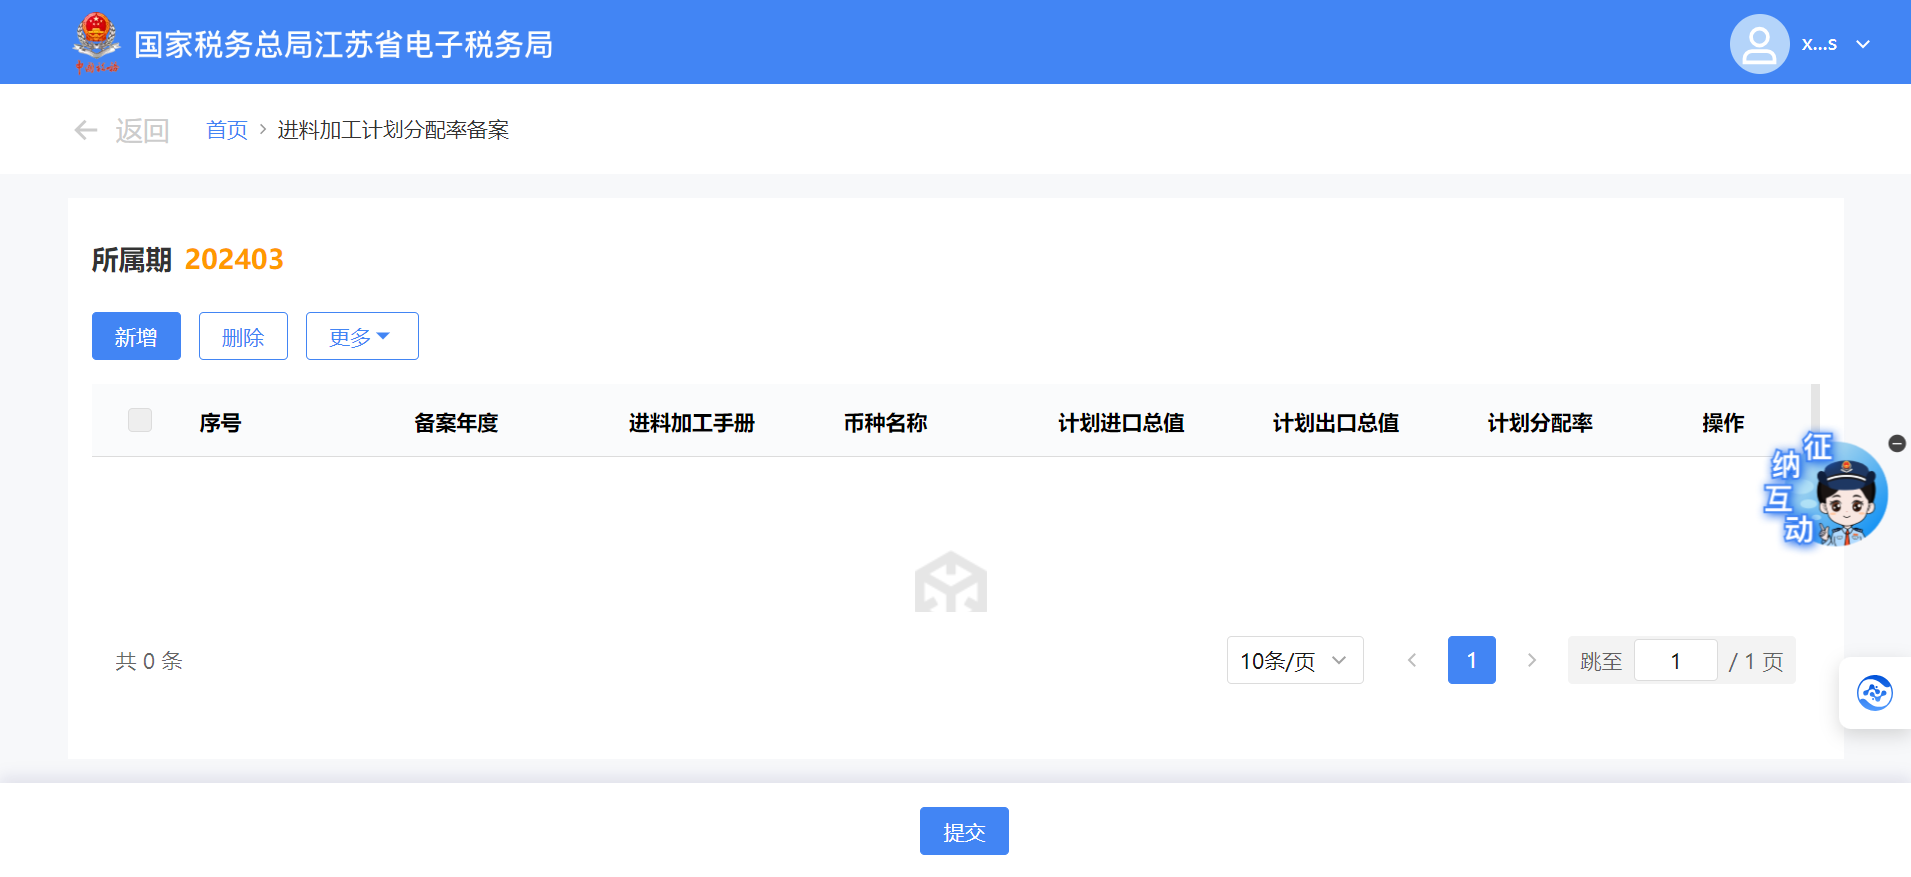 国家税务总局江苏省电子税务局
x...s
返回 首页 > 进料加工计划分配率备案
所属期 202403
新增 删除 更多
序号 备案年度 进料加工手册 币种名称 计划进口总值 计划出口总值 计划分配率 操作
征纳互动
共 0 条 10条/页 < 1 > 跳至 1 / 1 页
提交